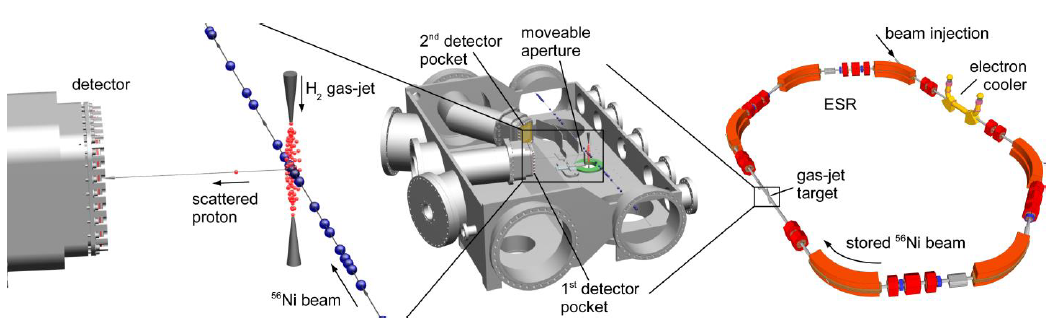 detector
H₂ gas-jet
scattered
proton
⁵⁶Ni beam
2ⁿᵈ detector
pocket
moveable
aperture
1ˢᵗ detector
pocket
beam injection
electron
cooler
ESR
gas-jet
target
stored ⁵⁶Ni beam